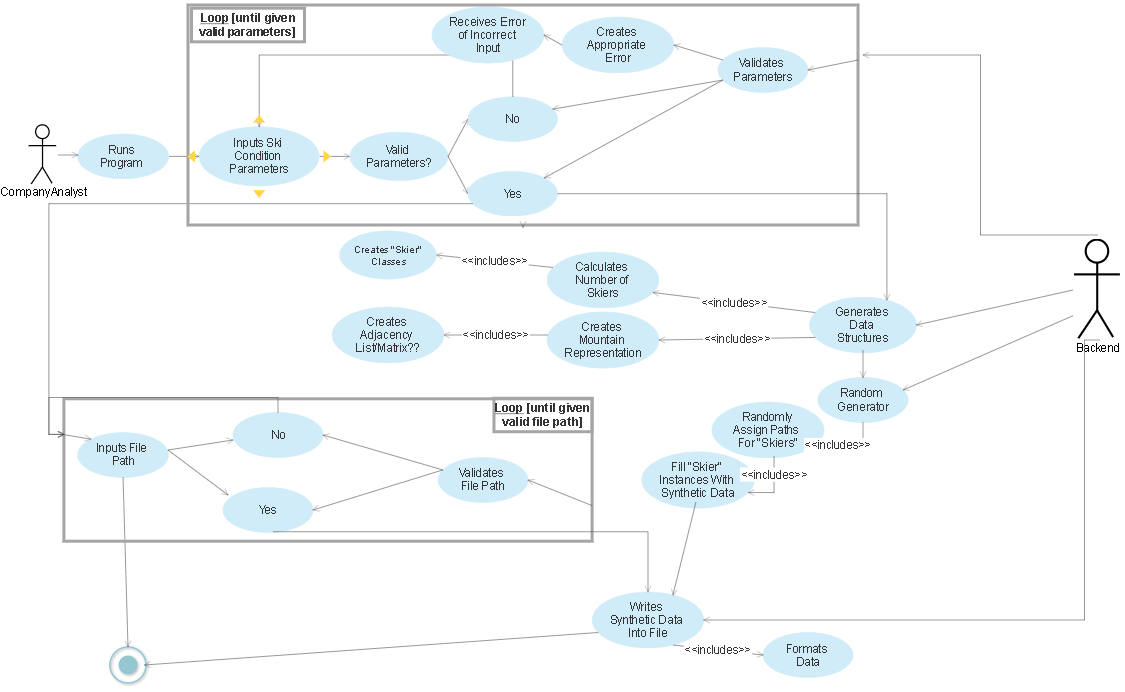 Loop [until given
valid parameters]
Receives Error
of Incorrect
Input
Creates
Appropriate
Error
Validates
Parameters
No
Runs
Program
Inputs Ski
Condition
Parameters
Valid
Parameters?
CompanyAnalyst
Yes
Creates "Skier"
Classes
<<includes>>
Calculates
Number of
Skiers
<<includes>>
Generates
Data
Structures
Creates
Adjacency
List/Matrix??
<<includes>>
Creates
Mountain
Representation
<<includes>>
Backend
Random
Generator
Loop [until given
valid file path]
Randomly
Assign Paths
For "Skiers"
<<includes>>
Inputs File
Path
No
Validates
File Path
Fill "Skier"
Instances With
Synthetic Data
<<includes>>
Yes
Writes
Synthetic Data
Into File
<<includes>>
Formats
Data